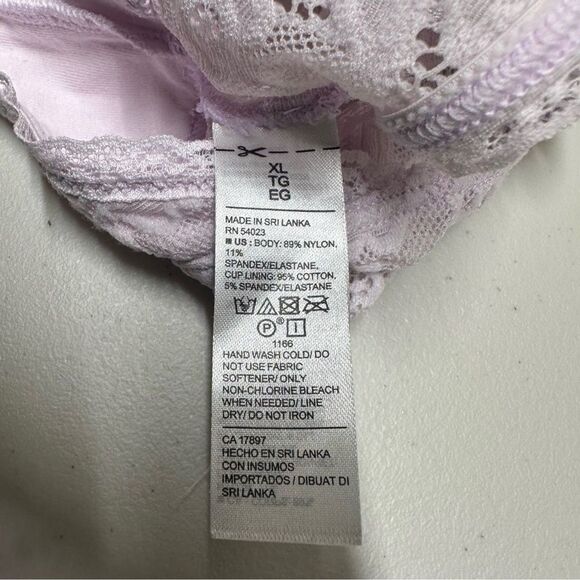 XL
TG
EG
MADE IN SRI LANKA
RN 54023
US : BODY: 89% NYLON,
11%
SPANDEX/ELASTANE,
CUP LINING: 95% COTTON,
5% SPANDEX/ELASTANE
P ® I
1166
HAND WASH COLD/ DO
NOT USE FABRIC
SOFTENER/ ONLY
NON-CHLORINE BLEACH
WHEN NEEDED/ LINE
DRY/ DO NOT IRON
CA 17897
HECHO EN SRI LANKA
CON INSUMOS
IMPORTADOS / DIBUAT DI
SRI LANKA